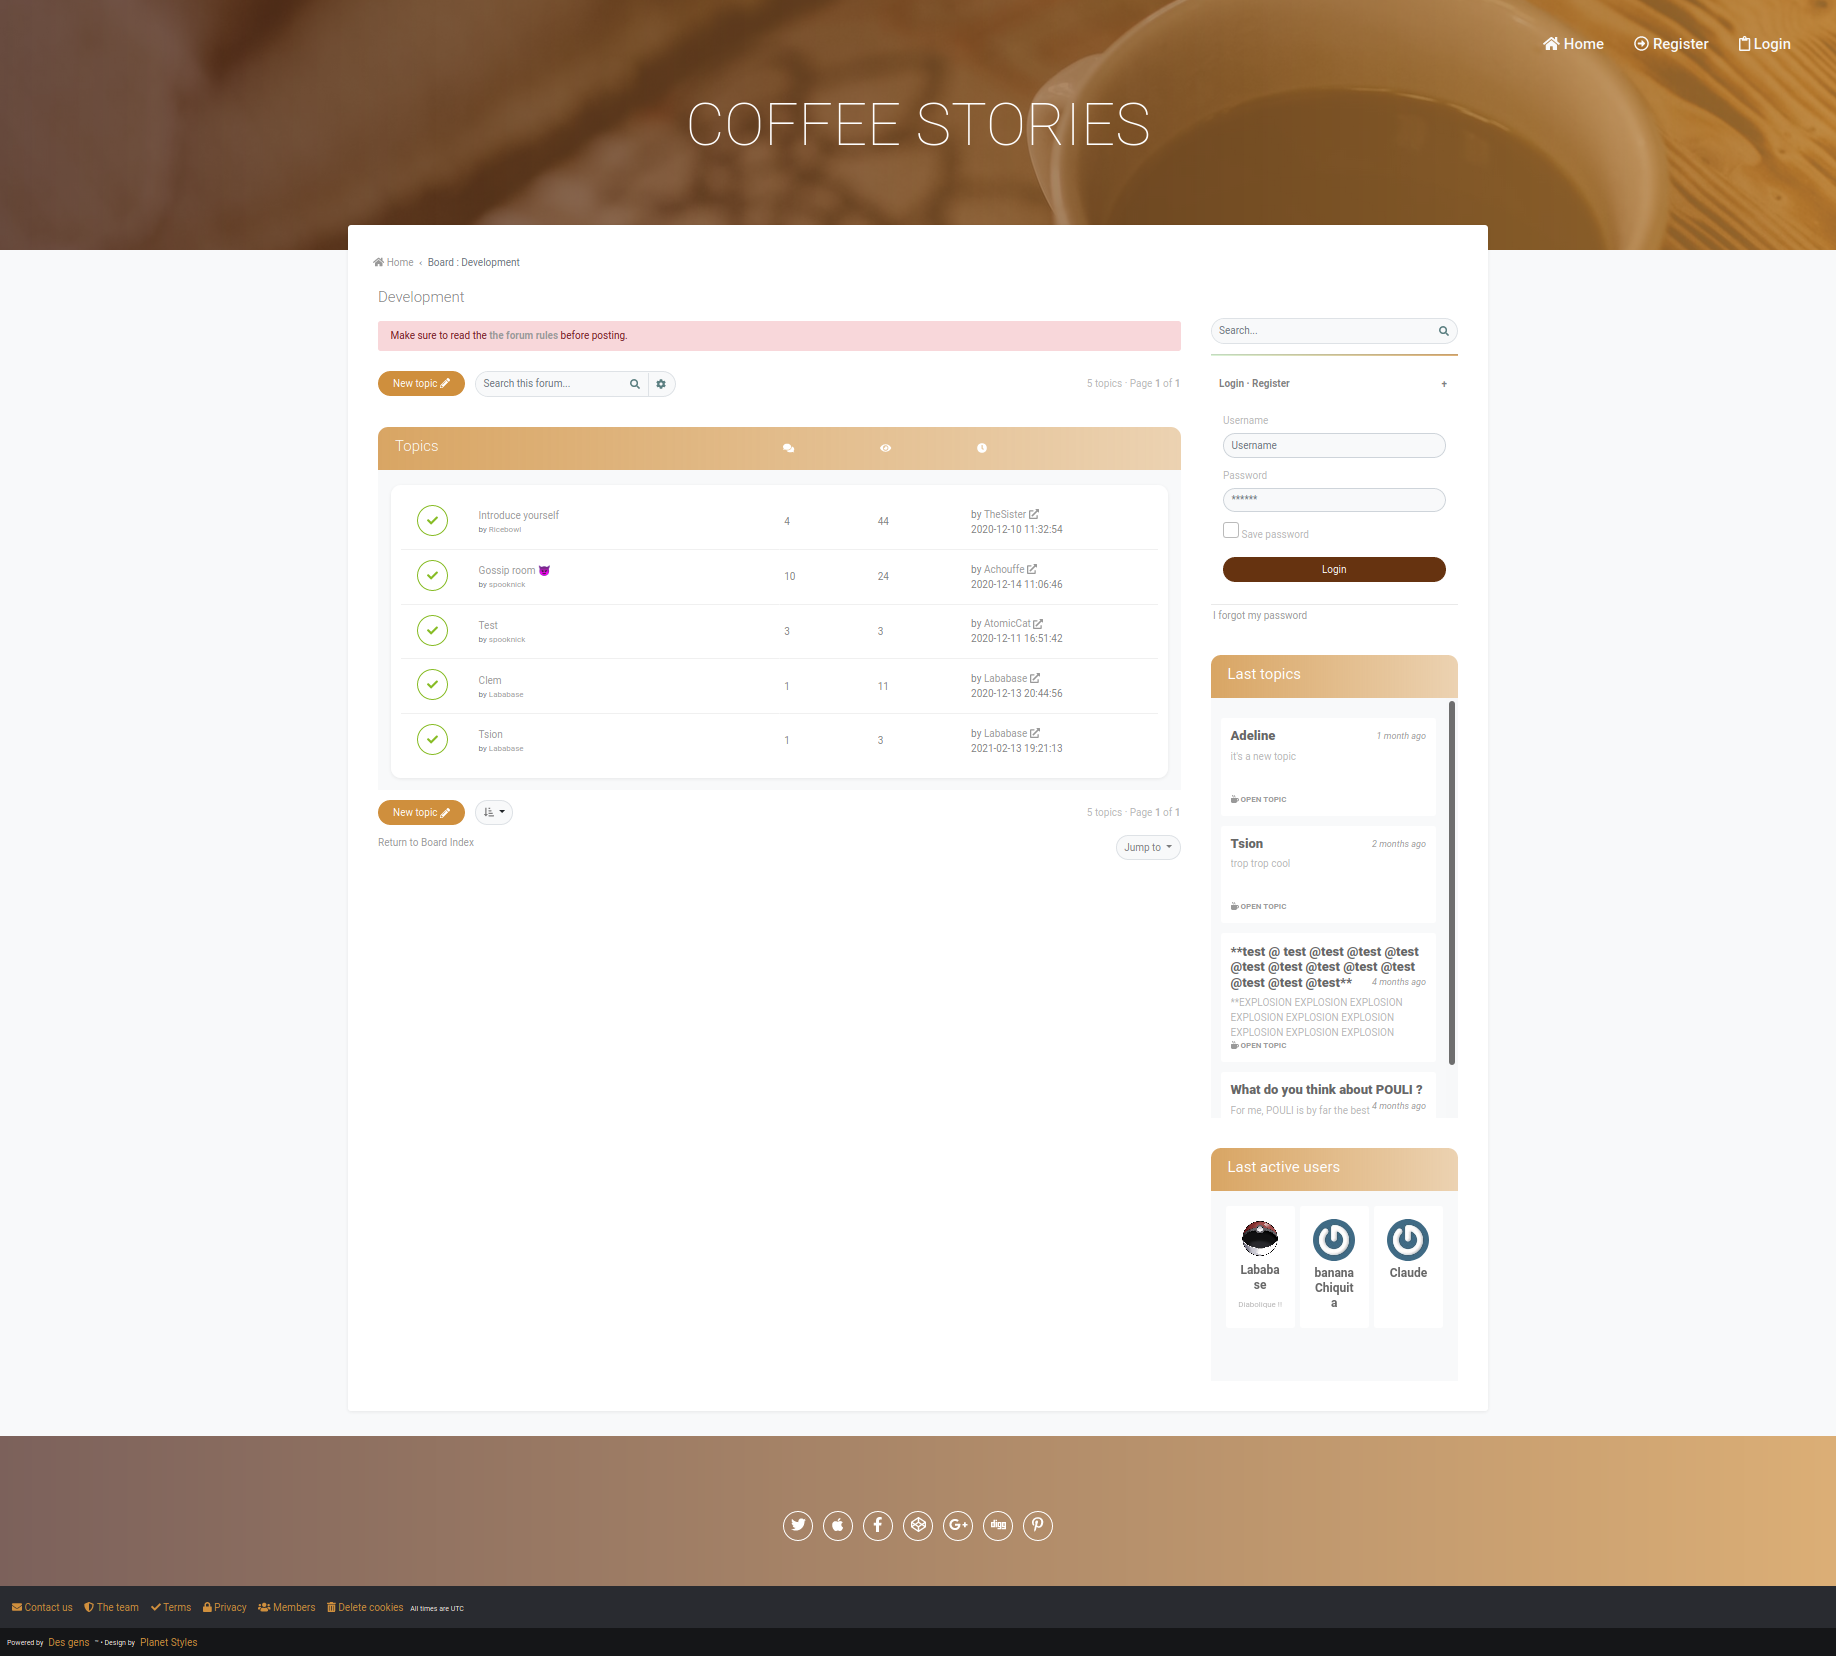 Home Register Login
COFFEE STORIES
Home ‹ Board : Development
Development
Make sure to read the the forum rules before posting.
New topic Search this forum... 5 topics · Page 1 of 1
Topics
Introduce yourself
by Ricebowl
4 44
by TheSister
2020-12-10 11:32:54
Gossip room 😈
by spooknick
10 24
by Achouffe
2020-12-14 11:06:46
Test
by spooknick
3 3
by AtomicCat
2020-12-11 16:51:42
Clem
by Lababase
1 11
by Lababase
2020-12-13 20:44:56
Tsion
by Lababase
1 3
by Lababase
2021-02-13 19:21:13
New topic 5 topics · Page 1 of 1
Return to Board Index Jump to
Search...
Login · Register +
Username
Username
Password
******
Save password
Login
I forgot my password
Last topics
Adeline 1 month ago
it's a new topic
OPEN TOPIC
Tsion 2 months ago
trop trop cool
OPEN TOPIC
**test @ test @test @test @test
@test @test @test @test @test
@test @test @test** 4 months ago
**EXPLOSION EXPLOSION EXPLOSION
EXPLOSION EXPLOSION EXPLOSION
EXPLOSION EXPLOSION EXPLOSION
OPEN TOPIC
What do you think about POULI ?
For me, POULI is by far the best 4 months ago
Last active users
Lababa
se
Diabolique !!
banana
Chiquit
a
Claude
G+ digg
Contact us The team Terms Privacy Members Delete cookies All times are UTC
Powered by Des gens ™ • Design by Planet Styles